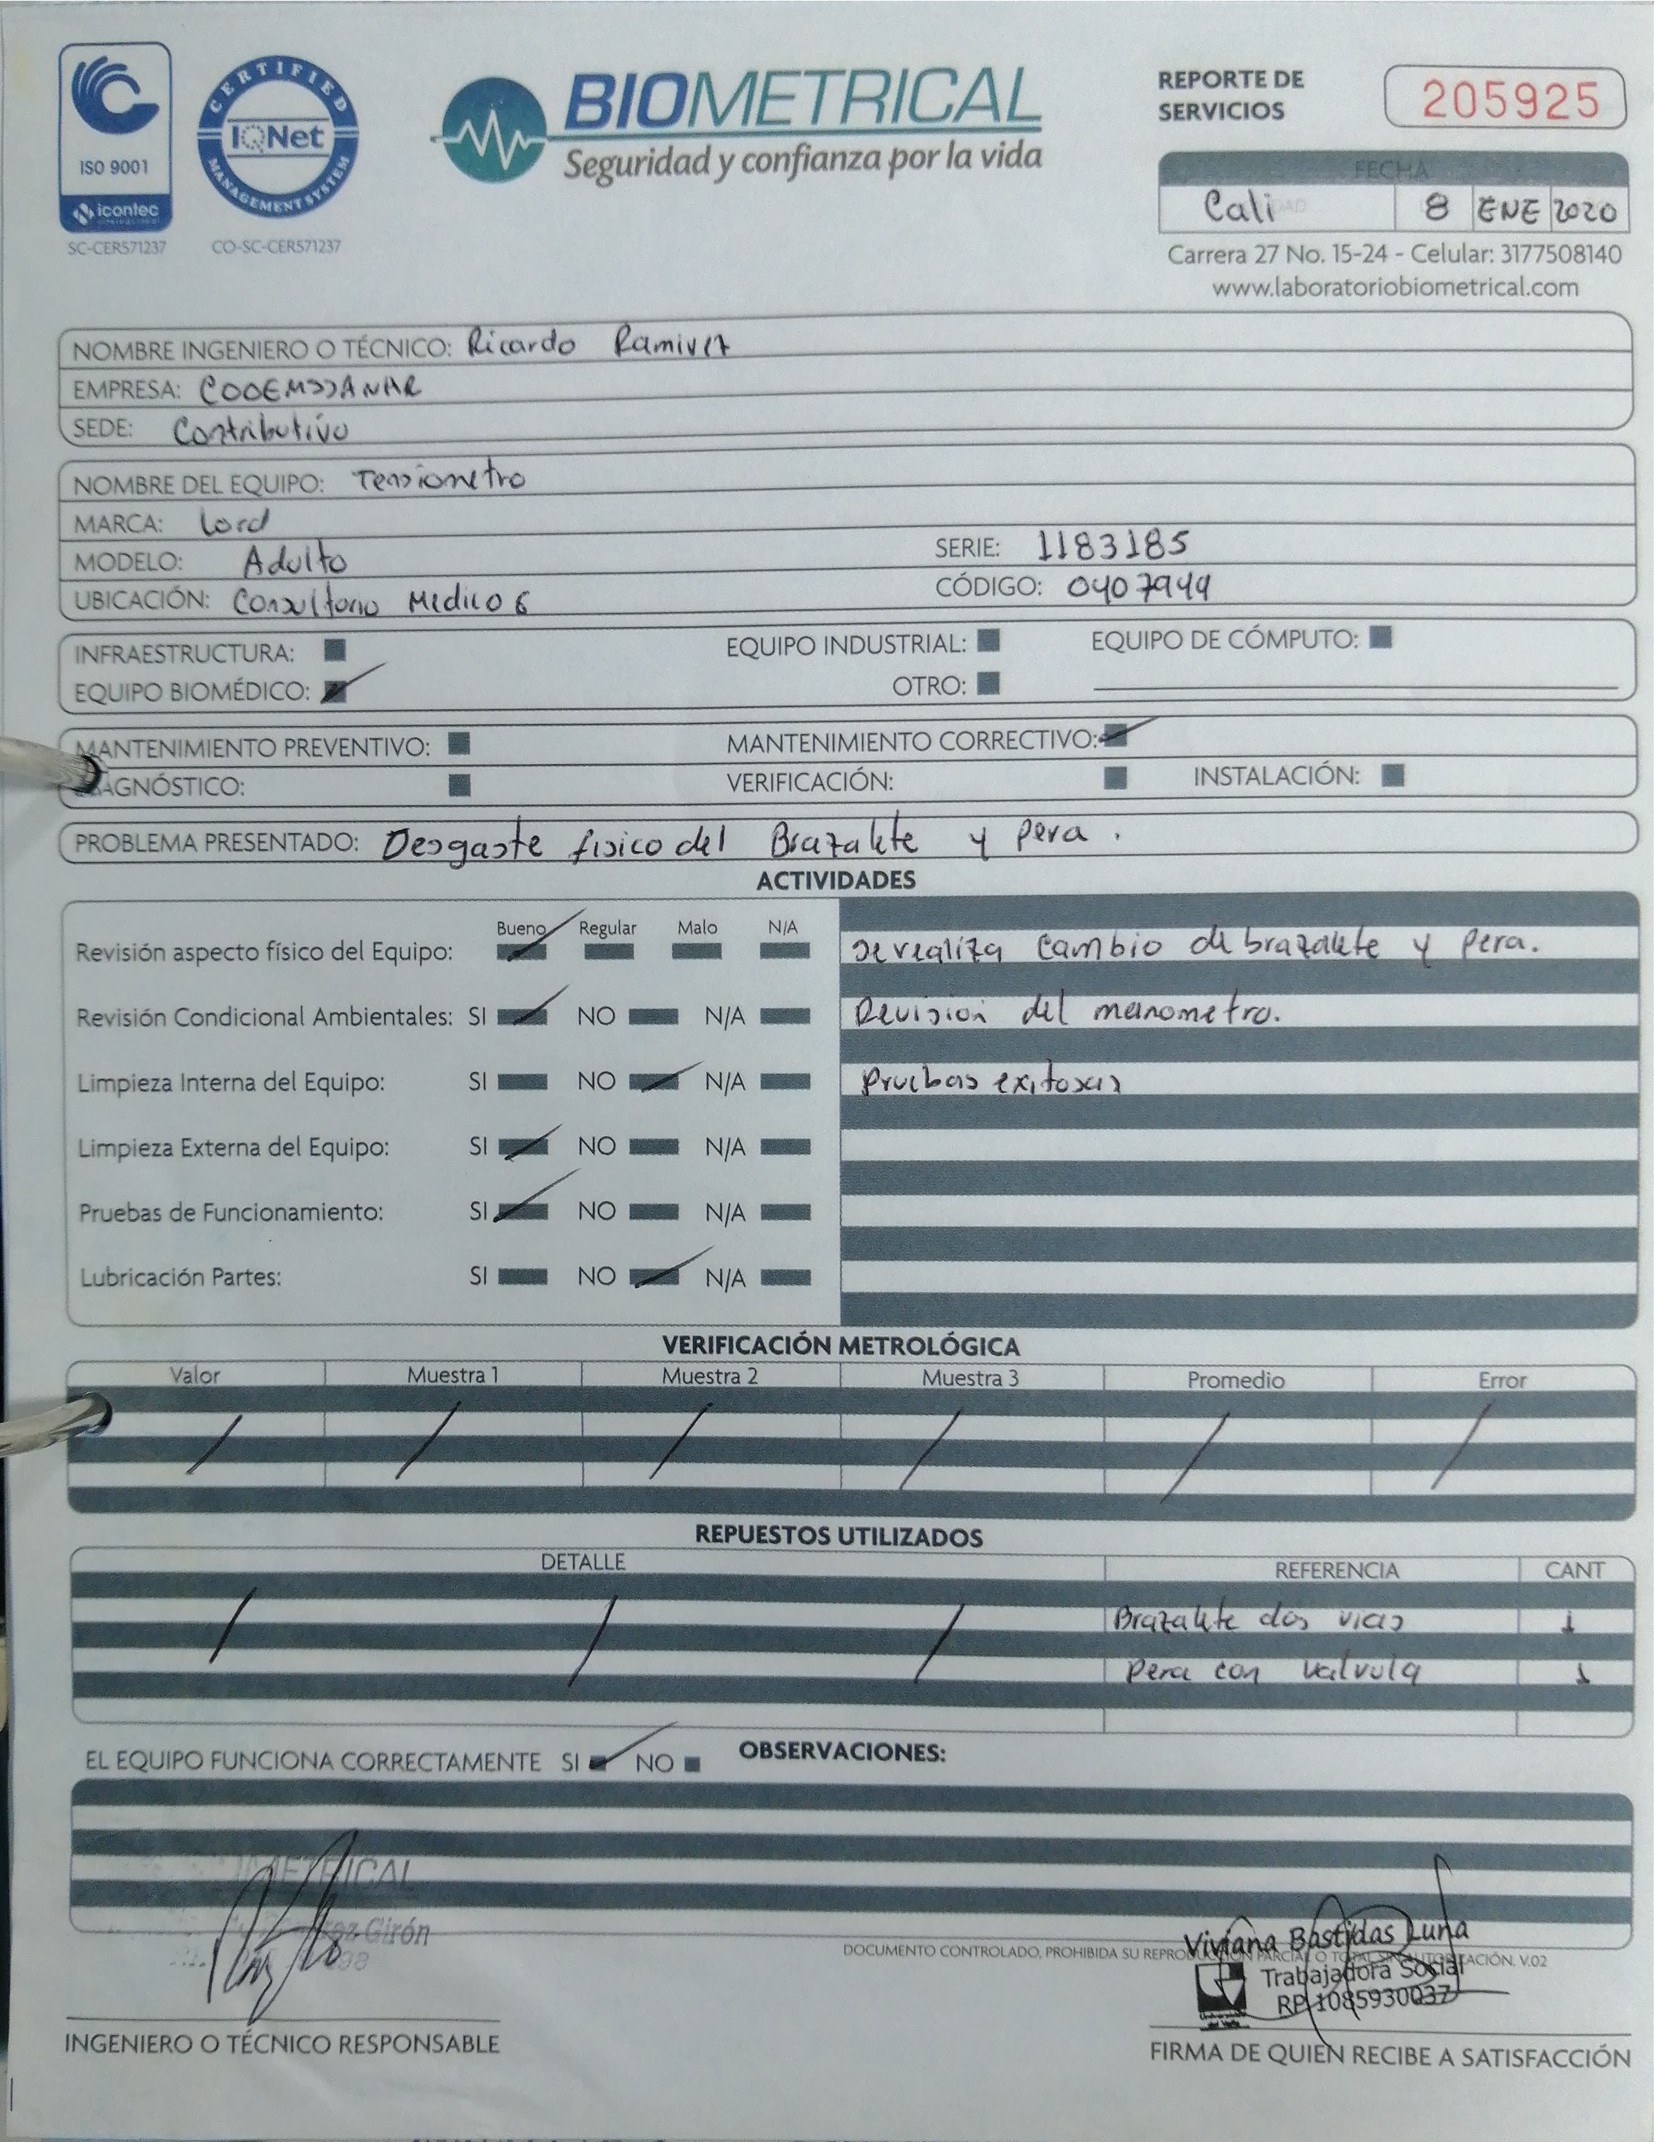 CERTIFIED
IQNet
MANAGEMENT SYSTEM
ISO 9001
icontec
SC-CER571237
CO-SC-CER571237
BIOMETRICAL
Seguridad y confianza por la vida
REPORTE DE
SERVICIOS
205925
FECHA
Cali 8 ENE 2020
Carrera 27 No. 15-24 - Celular: 3177508140
www.laboratoriobiometrical.com
NOMBRE INGENIERO O TÉCNICO: Ricardo Ramirez
EMPRESA:
SEDE: Contributivo
NOMBRE DEL EQUIPO: Tensiometro
MARCA: Lord
MODELO: Adulto SERIE: 1183185
UBICACIÓN: Consultorio Medico 6 CÓDIGO: 0407944
INFRAESTRUCTURA: EQUIPO INDUSTRIAL: EQUIPO DE CÓMPUTO:
EQUIPO BIOMÉDICO: OTRO:
MANTENIMIENTO PREVENTIVO: MANTENIMIENTO CORRECTIVO:
AGNÓSTICO: VERIFICACIÓN: INSTALACIÓN:
PROBLEMA PRESENTADO: Desgaste fisico del Brazalete y pera.
ACTIVIDADES
Bueno Regular Malo N/A
Revisión aspecto físico del Equipo: se realiza cambio de brazalete y pera.
Revisión Condicional Ambientales: SI NO N/A Revision del manometro.
Limpieza Interna del Equipo: SI NO N/A Pruebas exitosas
Limpieza Externa del Equipo: SI NO N/A
Pruebas de Funcionamiento: SI NO N/A
Lubricación Partes: SI NO N/A
VERIFICACIÓN METROLÓGICA
Valor Muestra 1 Muestra 2 Muestra 3 Promedio Error
REPUESTOS UTILIZADOS
DETALLE REFERENCIA CANT
Brazalete dos vias 1
Pera con valvula 1
EL EQUIPO FUNCIONA CORRECTAMENTE SI NO OBSERVACIONES:
METRICAL
Girón
DOCUMENTO CONTROLADO, PROHIBIDA SU REPRODUCCIÓN PARCIAL O TOTAL SIN AUTORIZACIÓN. V.02
Viviana Bastidas Luna
Trabajadora Social
RP 1085930037
INGENIERO O TÉCNICO RESPONSABLE
FIRMA DE QUIEN RECIBE A SATISFACCIÓN